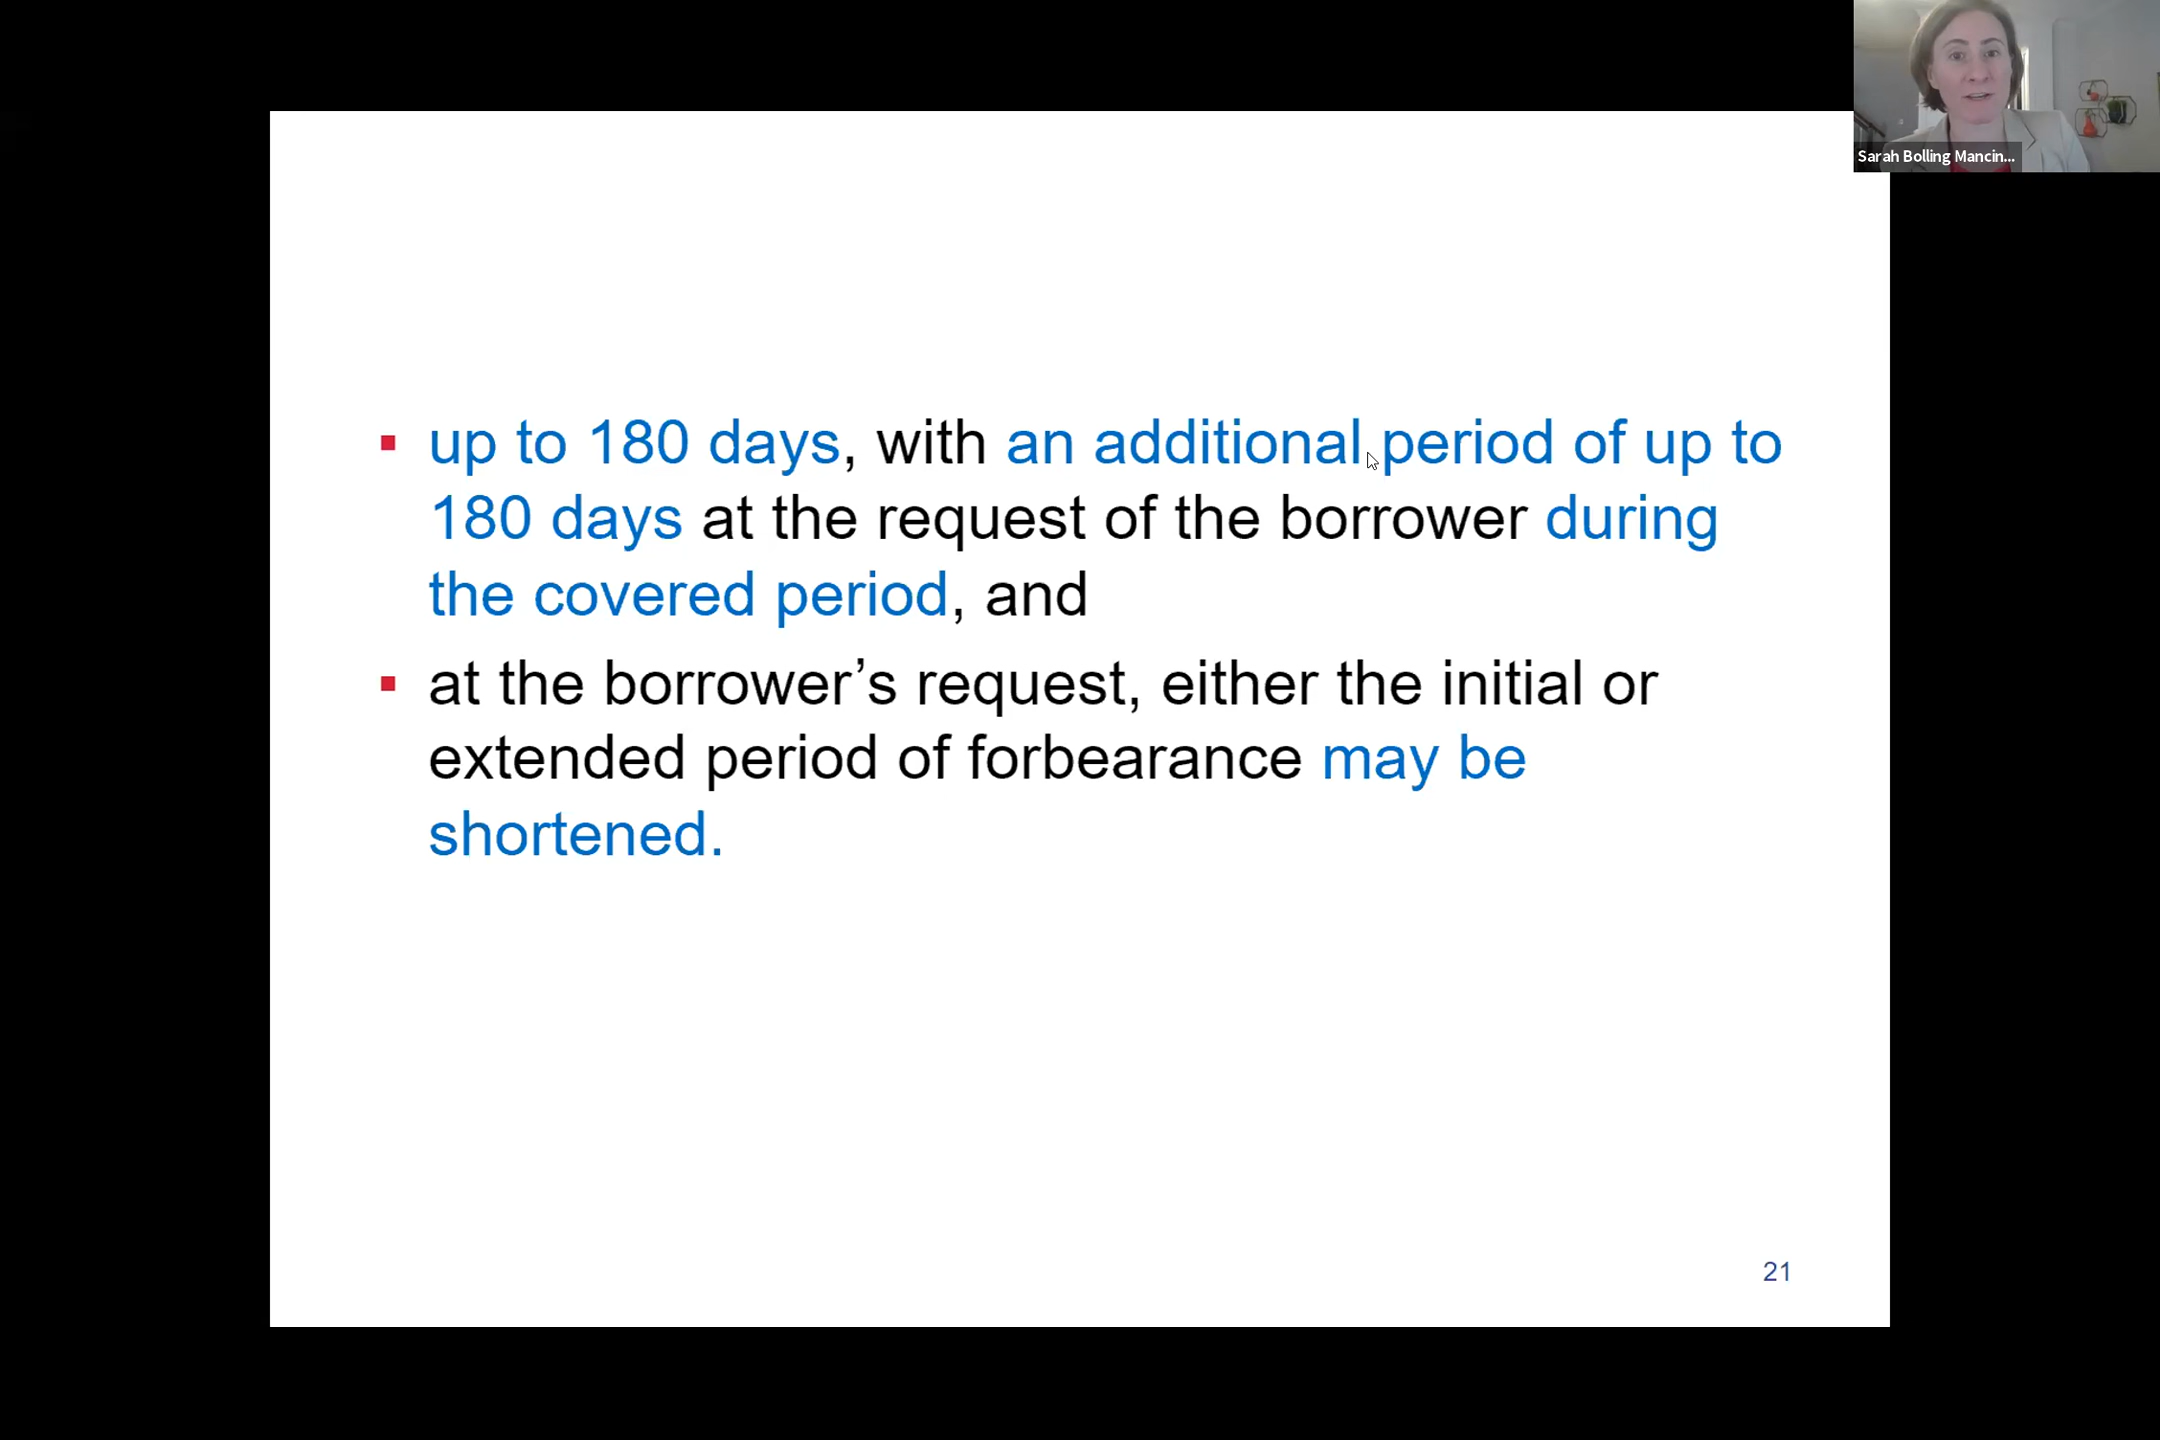 Sarah Bolling Mancin...
▪ up to 180 days, with an additional period of up to
180 days at the request of the borrower during
the covered period, and
▪ at the borrower’s request, either the initial or
extended period of forbearance may be
shortened.
21